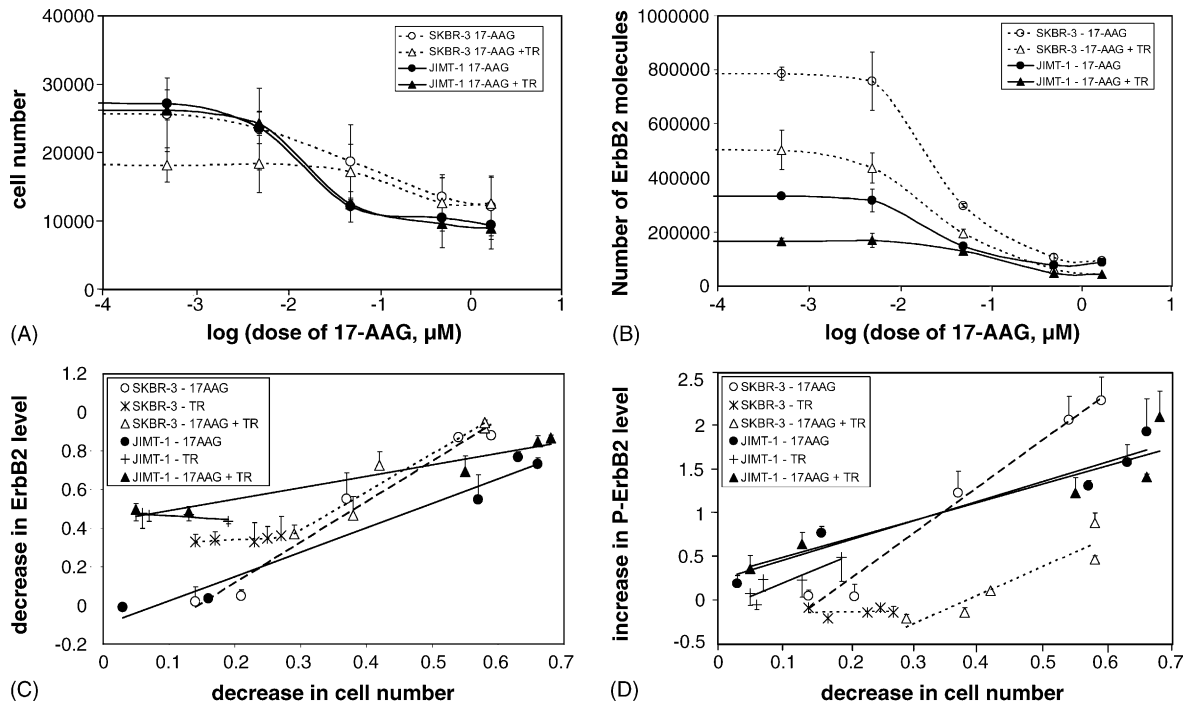 40000
30000
20000
10000
0
-4 -3 -2 -1 0 1
cell number
log (dose of 17-AAG, µM)
SKBR-3 17-AAG
SKBR-3 17-AAG +TR
JIMT-1 17-AAG
JIMT-1 17-AAG + TR
(A)
1000000
800000
600000
400000
200000
0
-4 -3 -2 -1 0 1
Number of ErbB2 molecules
log (dose of 17-AAG, µM)
SKBR-3 - 17-AAG
SKBR-3 -17-AAG + TR
JIMT-1 - 17-AAG
JIMT-1 - 17-AAG + TR
(B)
1.2
0
0.8
0.6
0.4
0.2
0
-0.2
0 0.1 0.2 0.3 0.4 0.5 0.6 0.7
decrease in ErbB2 level
decrease in cell number
SKBR-3 - 17AAG
SKBR-3 - TR
SKBR-3 - 17AAG + TR
JIMT-1 - 17AAG
JIMT-1 - TR
JIMT-1 - 17AAG + TR
(C)
2.5
2
1.5
1
0.5
0
-0.5
0 0.1 0.2 0.3 0.4 0.5 0.6 0.7
increase in P-ErbB2 level
decrease in cell number
SKBR-3 - 17AAG
SKBR-3 - TR
SKBR-3 - 17AAG + TR
JIMT-1 - 17AAG
JIMT-1 - TR
JIMT-1 - 17AAG + TR
(D)